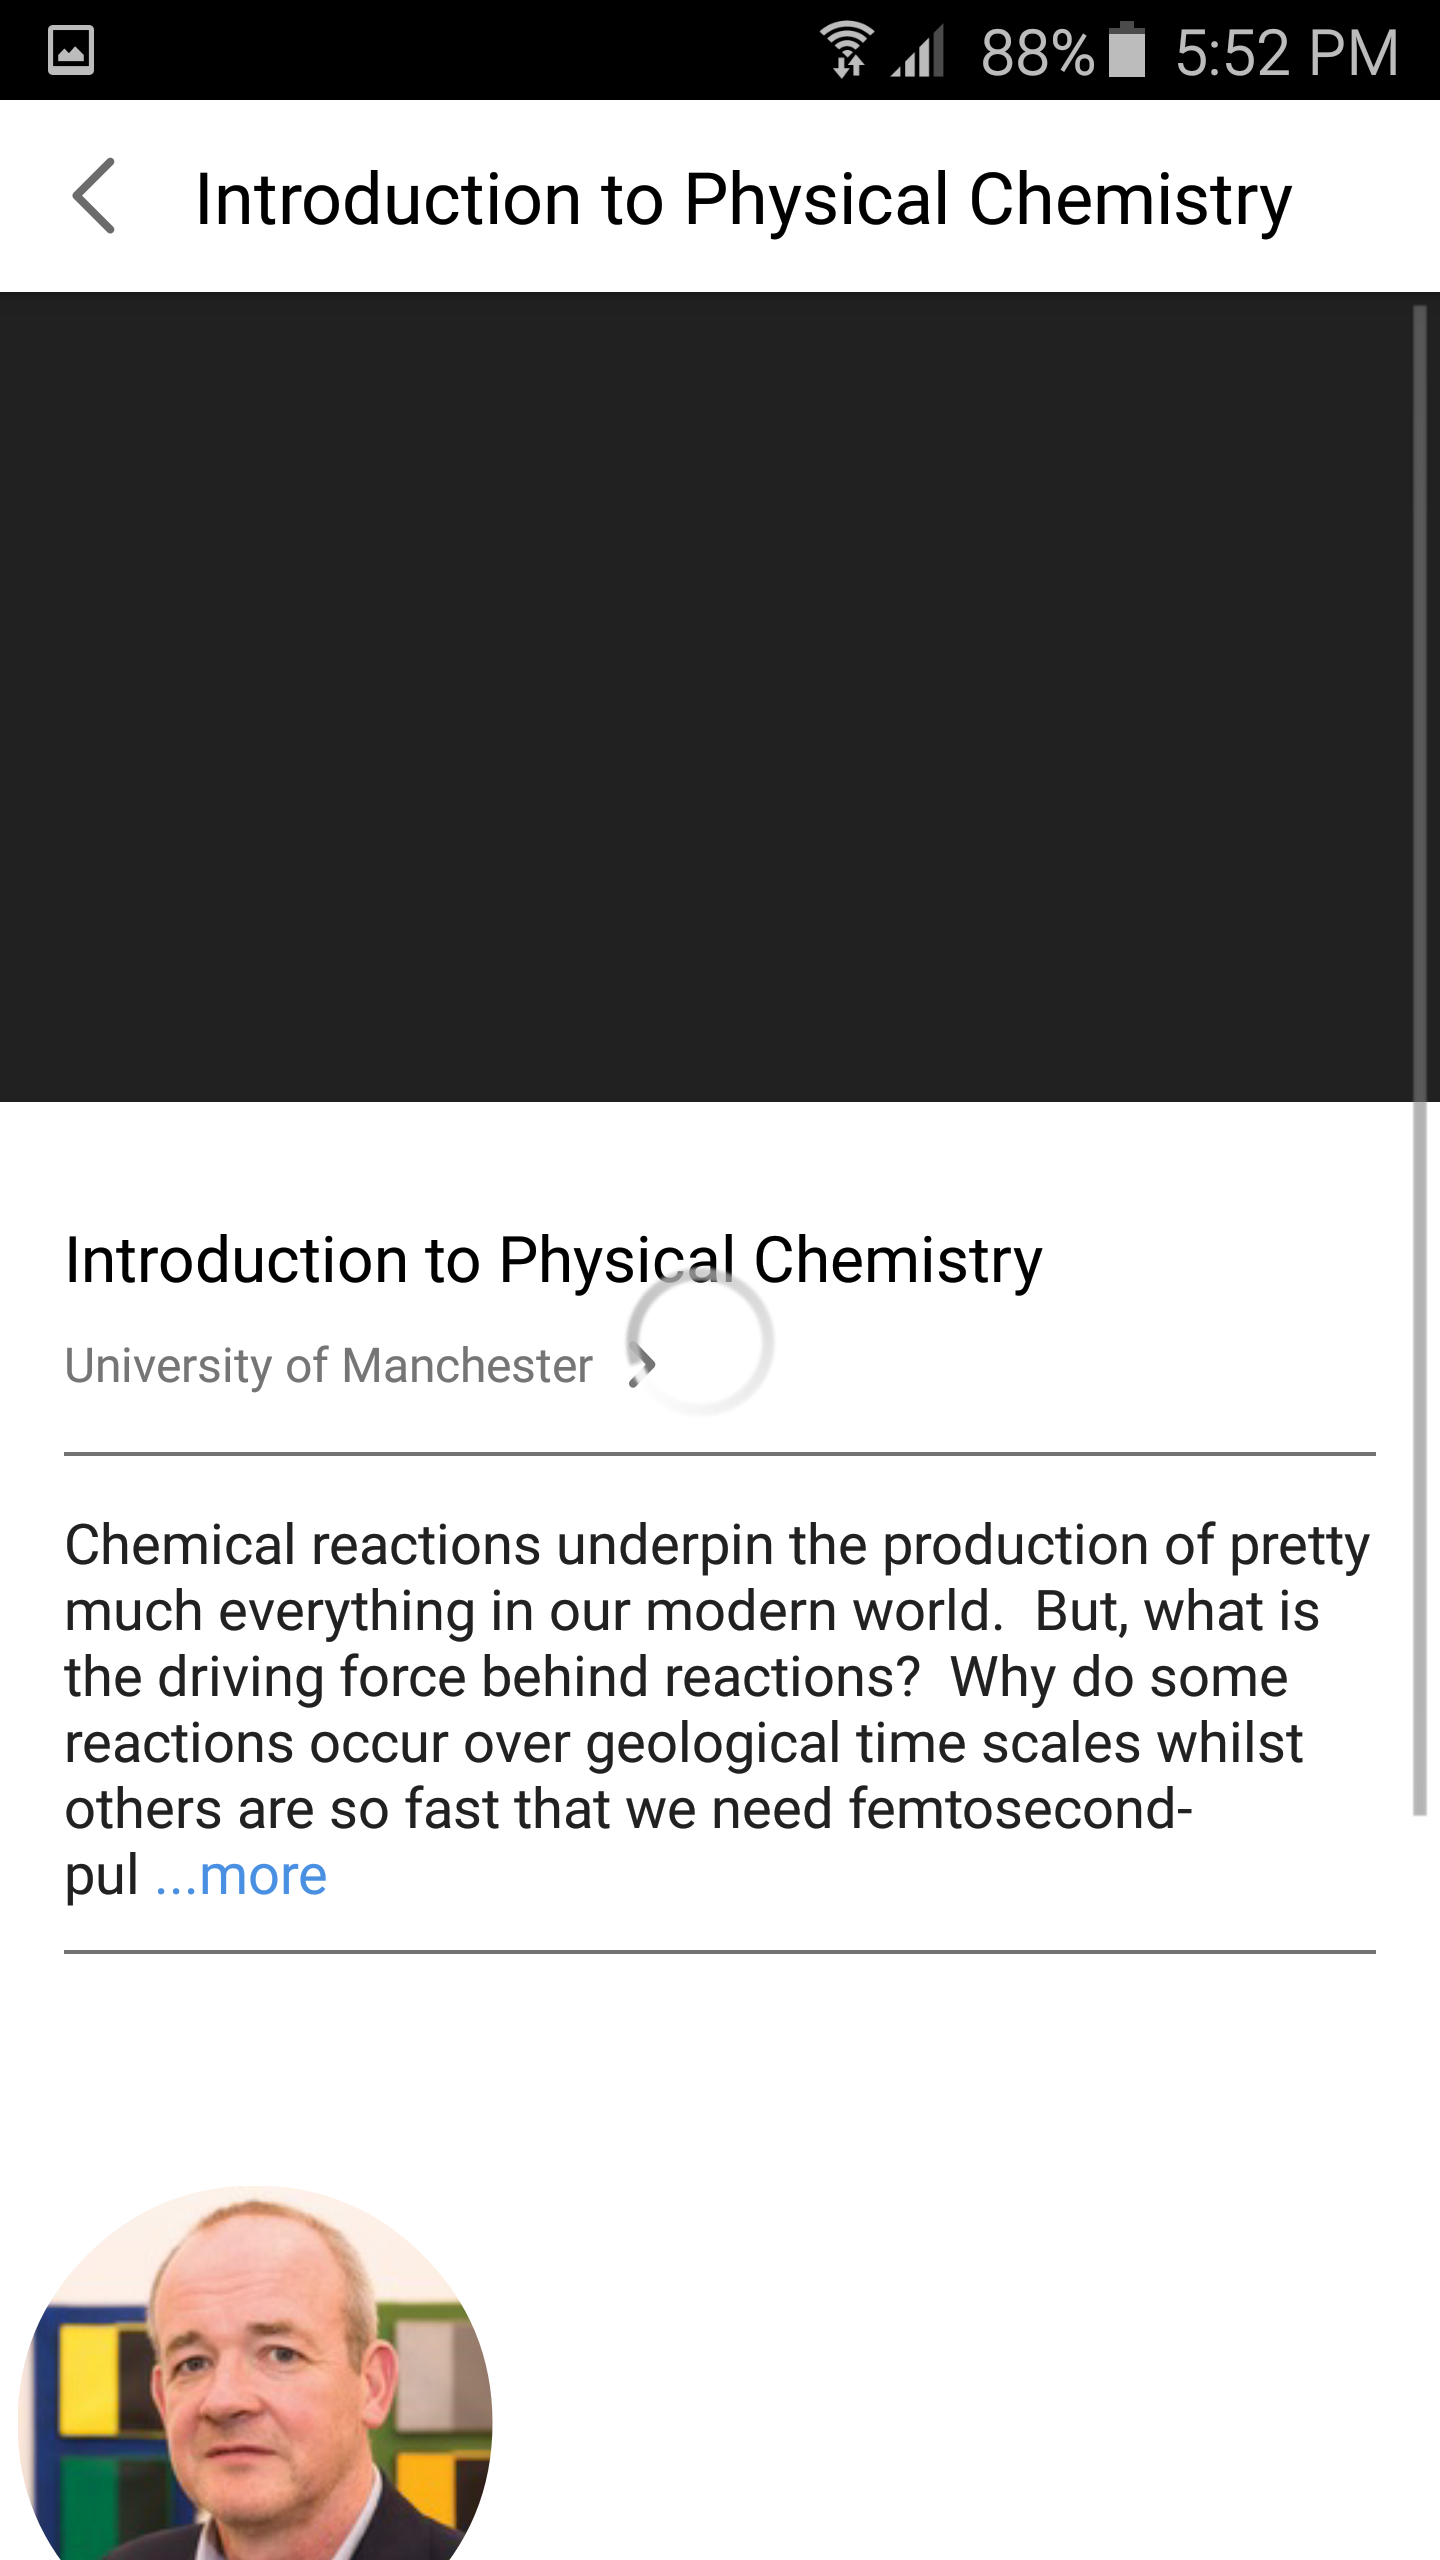 88% 5:52 PM
Introduction to Physical Chemistry
Introduction to Physical Chemistry
University of Manchester
Chemical reactions underpin the production of pretty
much everything in our modern world.  But, what is
the driving force behind reactions?  Why do some
reactions occur over geological time scales whilst
others are so fast that we need femtosecond-
pul ...more